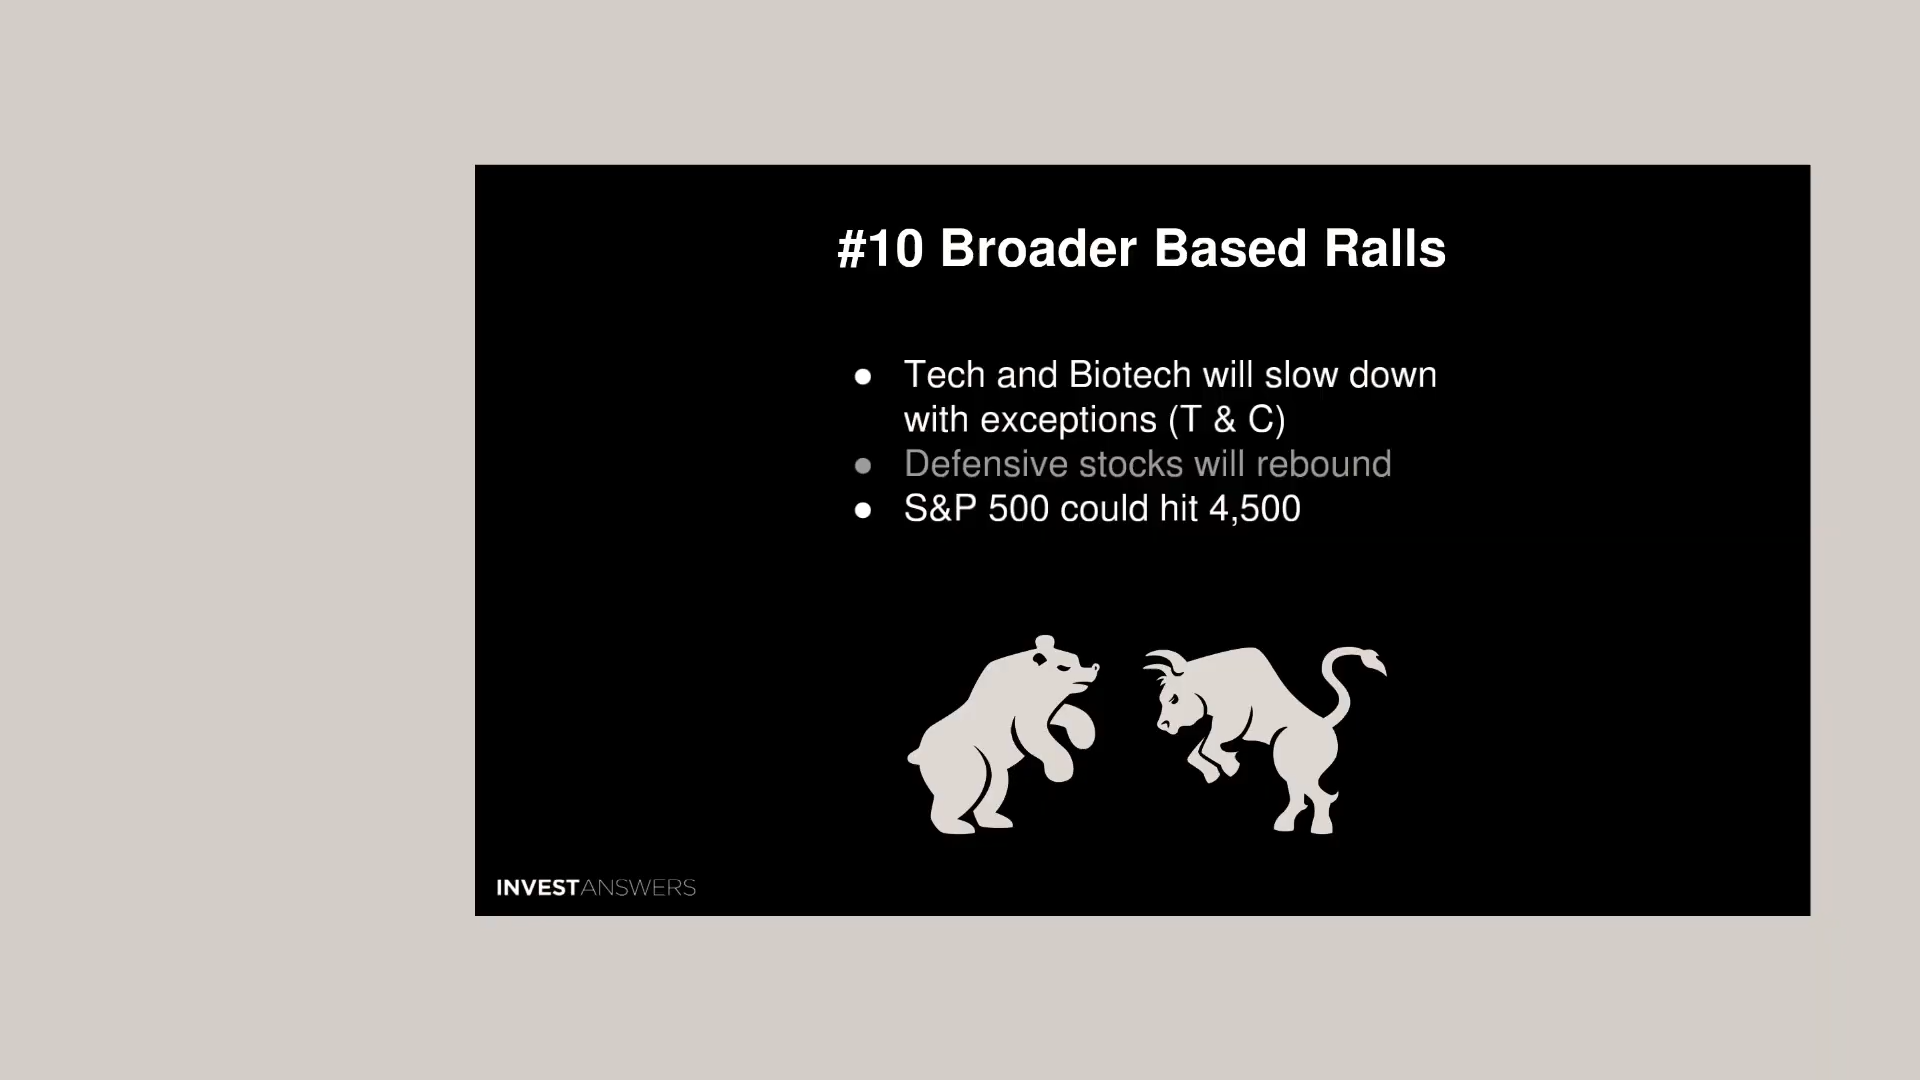 #10 Broader Based Ralls
● Tech and Biotech will slow down
with exceptions (T & C)
● Defensive stocks will rebound
● S&P 500 could hit 4,500
INVESTANSWERS